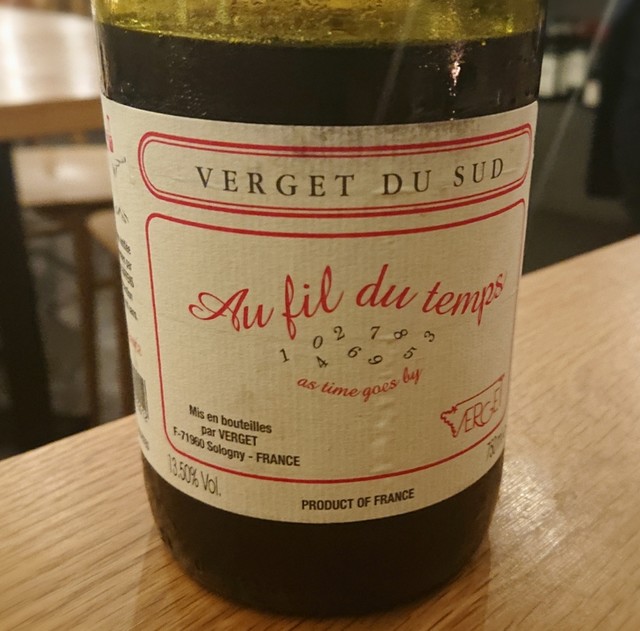 VERGET DU SUD
Au fil du temps
1 0 2 7 8 3
4 6 9 5
as time goes by
VERGET
Mis en bouteilles
par VERGET
F-71960 Sologny - FRANCE
13.50% Vol.
PRODUCT OF FRANCE